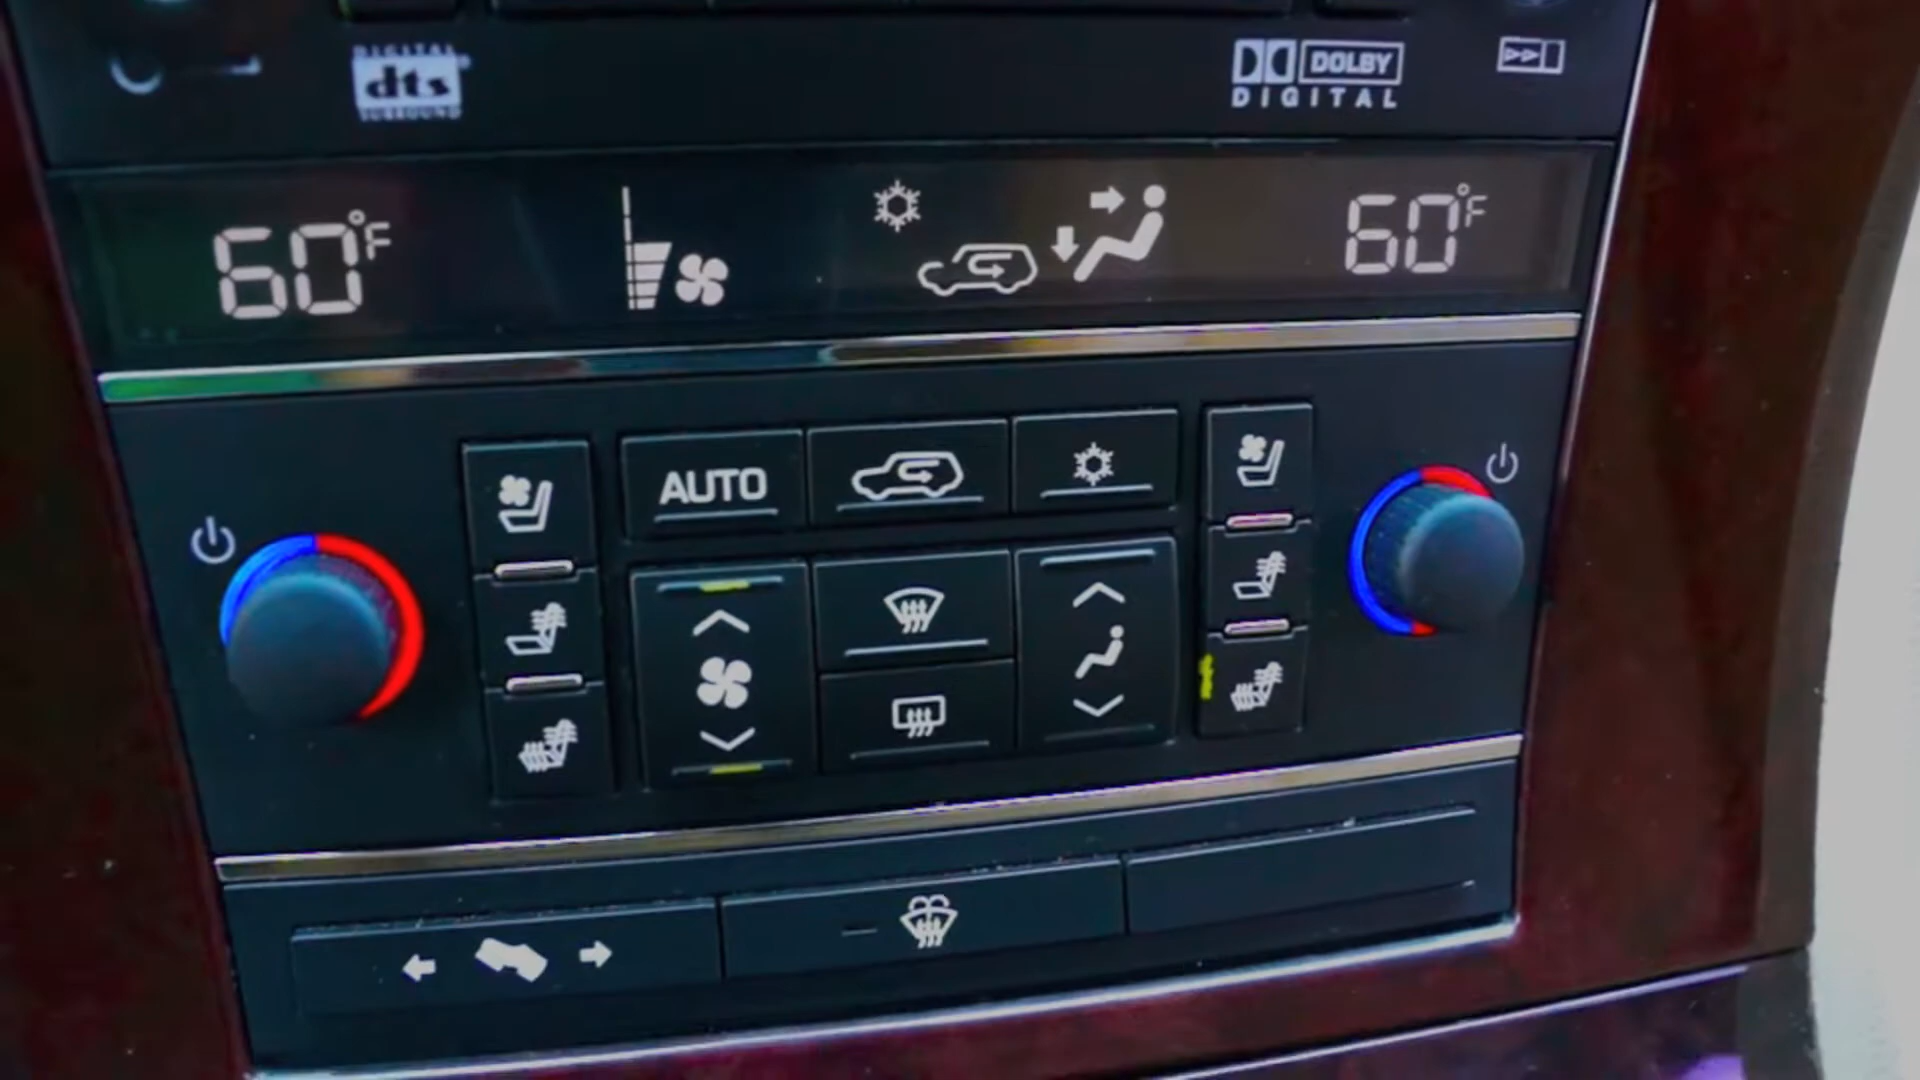 DIGITAL
dts
SURROUND
DOLBY
DIGITAL
60°F
60°F
AUTO